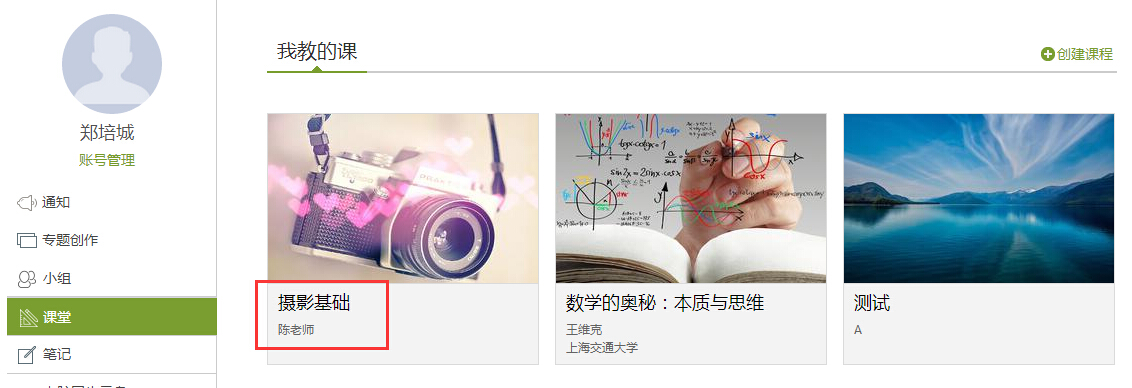 郑培城
账号管理
通知
专题创作
小组
课堂
笔记
我教的课
创建课程
摄影基础
陈老师
数学的奥秘：本质与思维
王维克
上海交通大学
测试
A